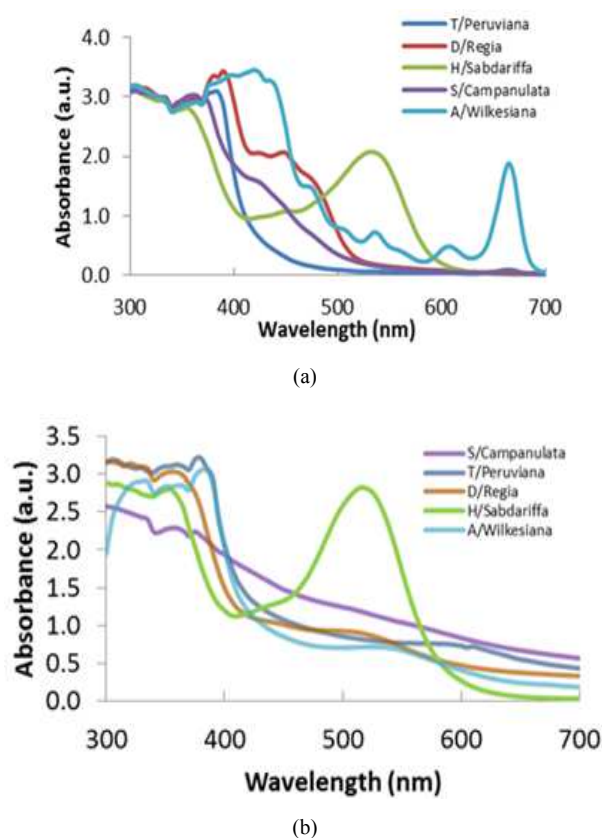 T/Peruviana
D/Regia
H/Sabdariffa
S/Campanulata
A/Wilkesiana
Absorbance (a.u.)
4.0
3.0
2.0
1.0
0.0
300 400 500 600 700
Wavelength (nm)
(a)
S/Campanulata
T/Peruviana
D/Regia
H/Sabdariffa
A/Wilkesiana
Absorbance (a.u.)
3.5
3.0
2.5
2.0
1.5
1.0
0.5
0.0
300 400 500 600 700
Wavelength (nm)
(b)